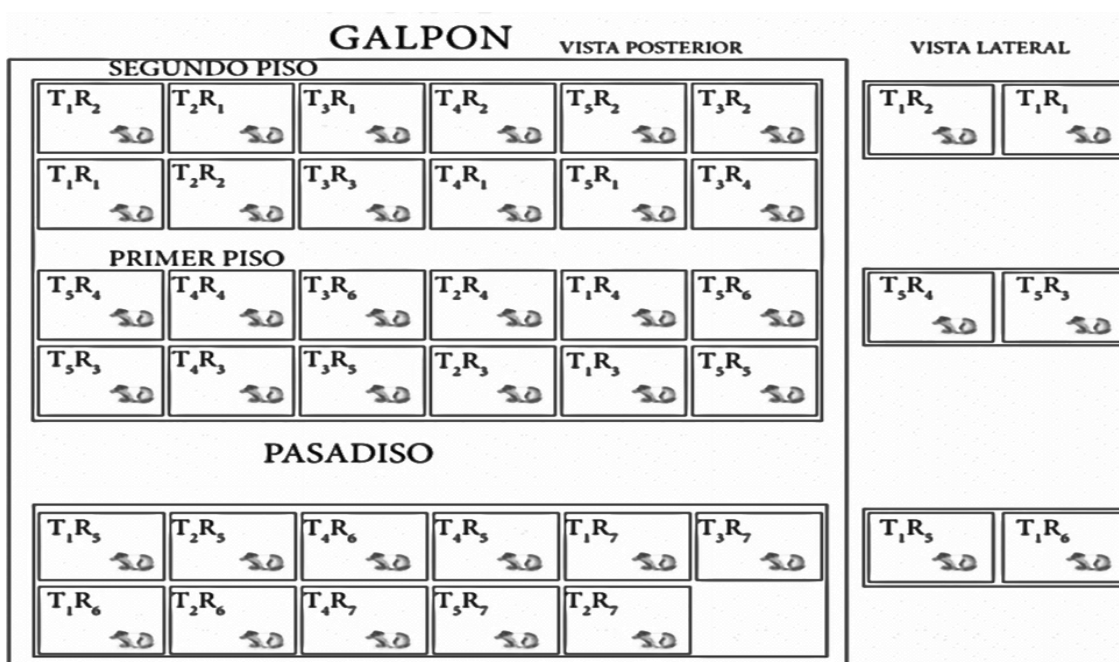 GALPON VISTA POSTERIOR VISTA LATERAL
SEGUNDO PISO
T₁R₂ T₂R₁ T₃R₁ T₄R₂ T₅R₂ T₃R₂ T₁R₂ T₁R₁
T₁R₁ T₂R₂ T₃R₃ T₄R₁ T₅R₁ T₃R₄
PRIMER PISO
T₅R₄ T₄R₄ T₃R₆ T₂R₄ T₁R₄ T₅R₆ T₅R₄ T₅R₃
T₅R₃ T₄R₃ T₃R₅ T₂R₃ T₁R₃ T₅R₅
PASADISO
T₁R₅ T₂R₅ T₄R₆ T₄R₅ T₁R₇ T₃R₇ T₁R₅ T₁R₆
T₁R₆ T₂R₆ T₄R₇ T₅R₇ T₂R₇